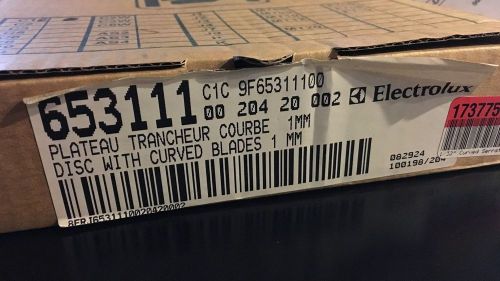 653111 C1C 9F65311100
00 204 20 002 Electrolux
PLATEAU TRANCHEUR COURBE 1MM
DISC WITH CURVED BLADES 1 MM
082924
100198/204
173775
Curved